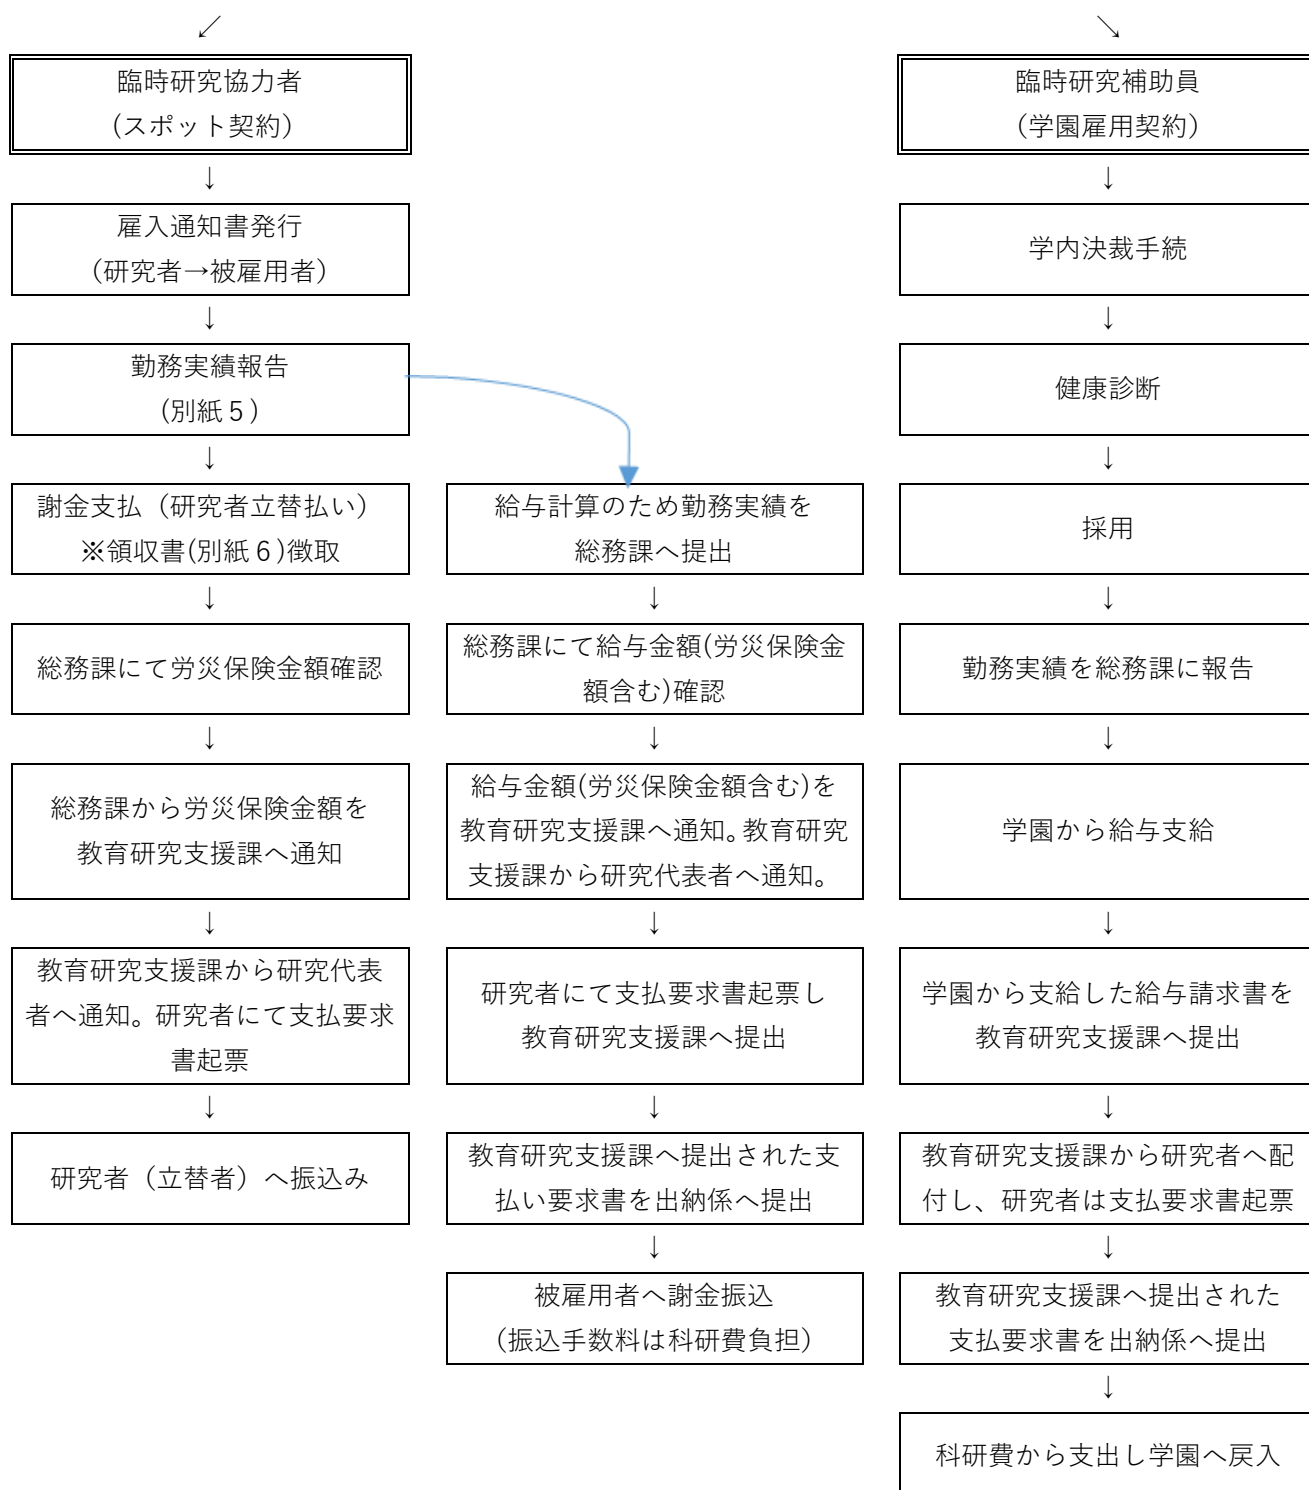 ↙
臨時研究協力者
(スポット契約)
↓
雇入通知書発行
(研究者→被雇用者)
↓
勤務実績報告
(別紙５)
↓
謝金支払（研究者立替払い）
※領収書(別紙６)徴取
↓
総務課にて労災保険金額確認
↓
総務課から労災保険金額を
教育研究支援課へ通知
↓
教育研究支援課から研究代表
者へ通知。研究者にて支払要求
書起票
↓
研究者（立替者）へ振込み
給与計算のため勤務実績を
総務課へ提出
↓
総務課にて給与金額(労災保険金
額含む)確認
↓
給与金額(労災保険金額含む)を
教育研究支援課へ通知。教育研究
支援課から研究代表者へ通知。
↓
研究者にて支払要求書起票し
教育研究支援課へ提出
↓
教育研究支援課へ提出された支
払い要求書を出納係へ提出
↓
被雇用者へ謝金振込
(振込手数料は科研費負担)
↘
臨時研究補助員
(学園雇用契約)
↓
学内決裁手続
↓
健康診断
↓
採用
↓
勤務実績を総務課に報告
↓
学園から給与支給
↓
学園から支給した給与請求書を
教育研究支援課へ提出
↓
教育研究支援課から研究者へ配
付し、研究者は支払要求書起票
↓
教育研究支援課へ提出された
支払要求書を出納係へ提出
↓
科研費から支出し学園へ戻入